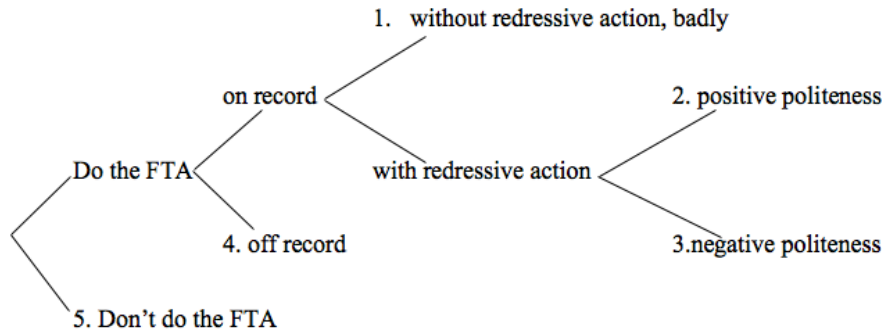 1. without redressive action, badly
on record
2. positive politeness
Do the FTA
with redressive action
4. off record
3.negative politeness
5. Don't do the FTA